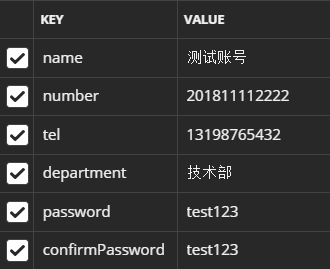 KEY VALUE
name 测试账号
number 201811112222
tel 13198765432
department 技术部
password test123
confirmPassword test123